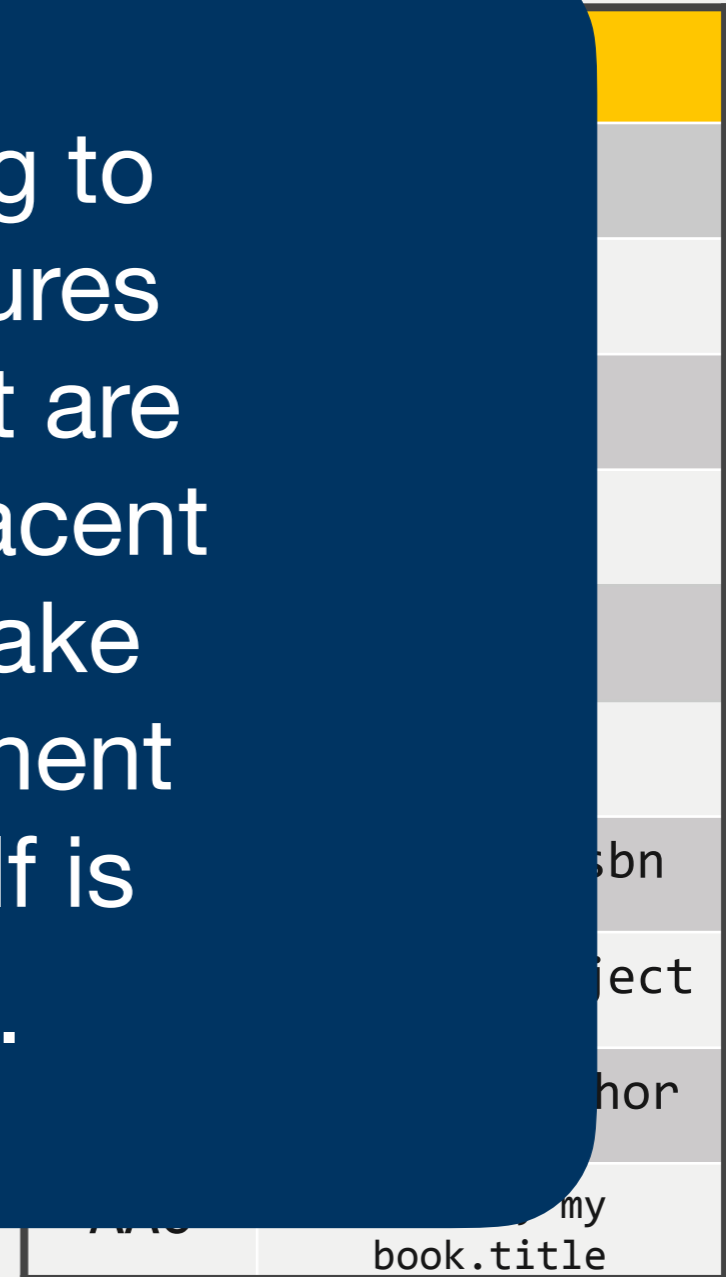 g to
ures
t are
acent
ake
nent
lf is
.
sbn
ject
hor
my
book.title